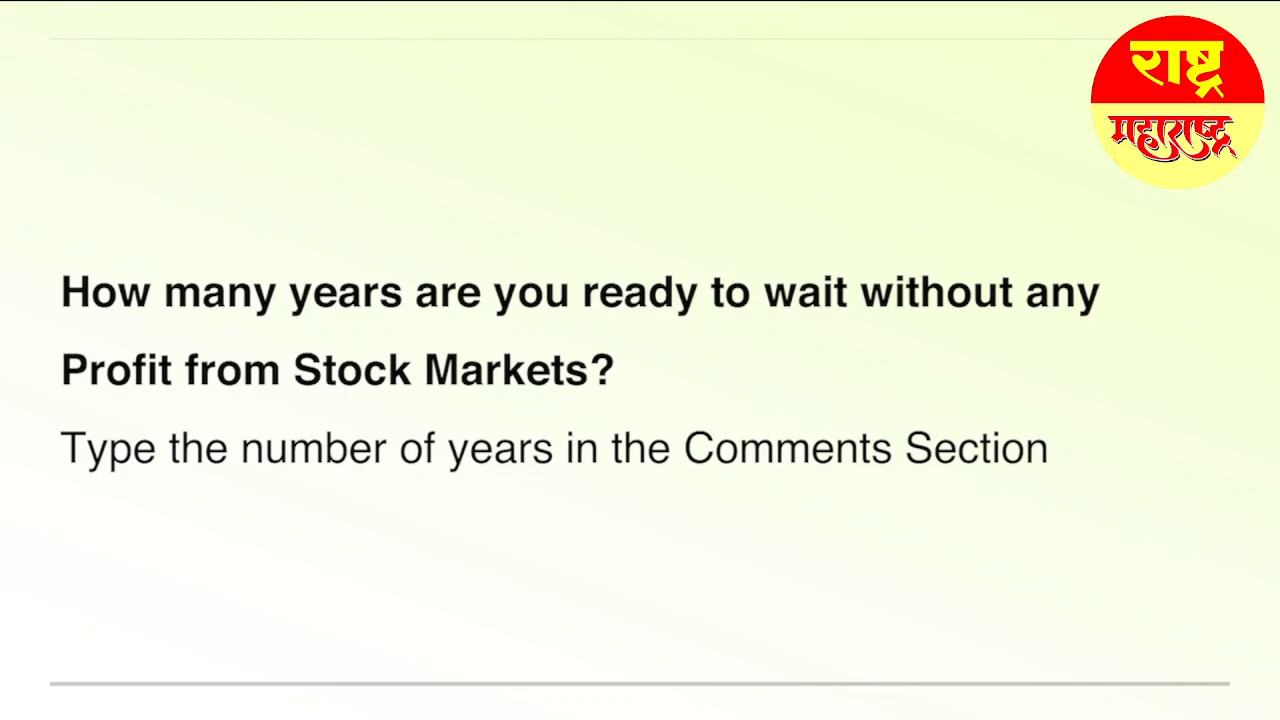 राष्ट्र
महाराष्ट्र
How many years are you ready to wait without any
Profit from Stock Markets?
Type the number of years in the Comments Section